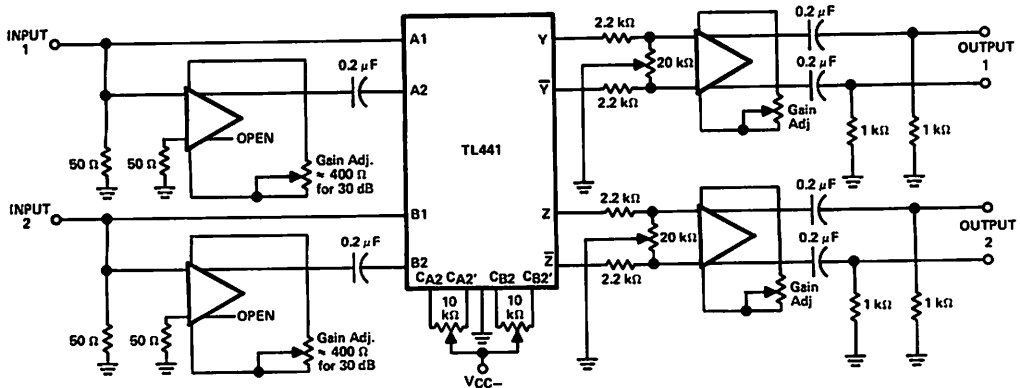 INPUT
1
A1
0.2 µF
A2
OPEN
50 Ω
50 Ω
Gain Adj.
≈ 400 Ω
for 30 dB
TL441
Y
2.2 kΩ
20 kΩ
Y̅
2.2 kΩ
Gain
Adj
0.2 µF
0.2 µF
OUTPUT
1
1 kΩ
1 kΩ
INPUT
2
B1
0.2 µF
B2
OPEN
50 Ω
50 Ω
Gain Adj.
≈ 400 Ω
for 30 dB
CA2 CA2' CB2 CB2'
10
kΩ
10
kΩ
VCC–
Z
2.2 kΩ
20 kΩ
Z̅
2.2 kΩ
Gain
Adj
0.2 µF
0.2 µF
OUTPUT
2
1 kΩ
1 kΩ